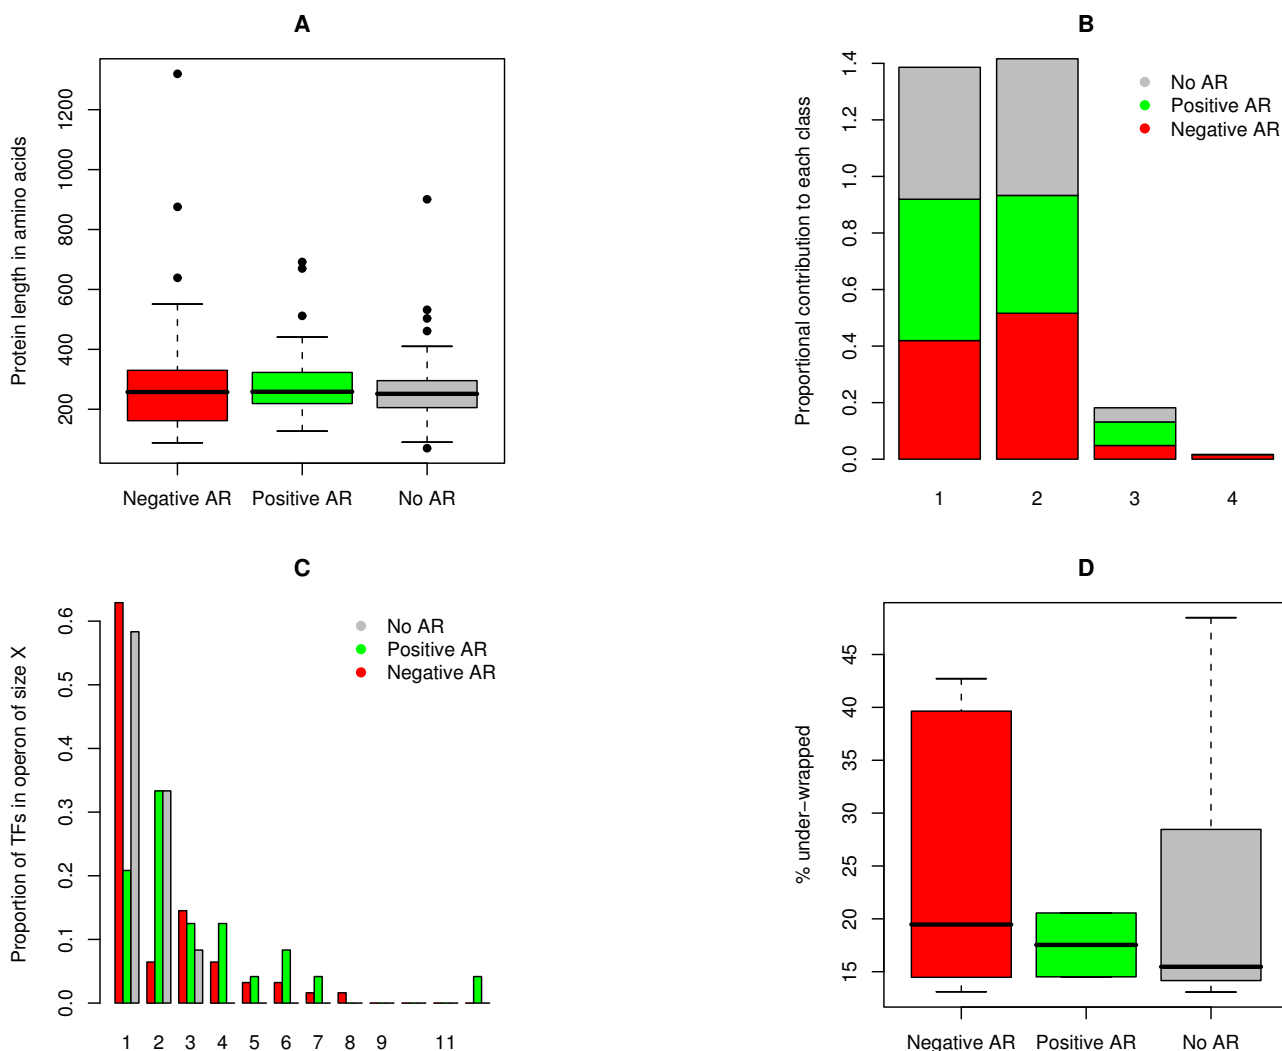 A
Protein length in amino acids
1200
1000
800
600
400
200
Negative AR Positive AR No AR
B
Proportional contribution to each class
1.4
1.2
1.0
0.8
0.6
0.4
0.2
0.0
No AR
Positive AR
Negative AR
1 2 3 4
C
Proportion of TFs in operon of size X
0.6
0.5
0.4
0.3
0.2
0.1
0.0
No AR
Positive AR
Negative AR
1 2 3 4 5 6 7 8 9 11
D
% under−wrapped
45
40
35
30
25
20
15
Negative AR Positive AR No AR